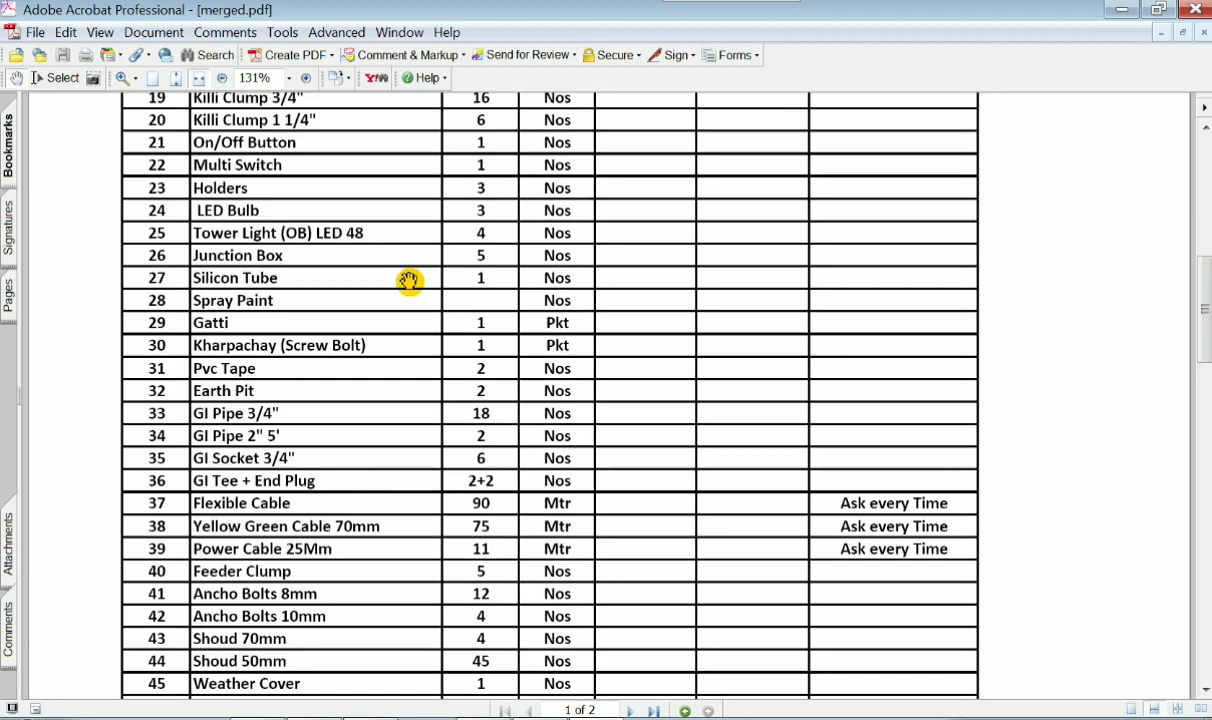 Adobe Acrobat Professional - [merged.pdf]
File Edit View Document Comments Tools Advanced Window Help
Search Create PDF Comment & Markup Send for Review Secure Sign Forms
Select 131% Y!™ Help
Bookmarks
Signatures
Pages
Attachments
Comments
19 Killi Clump 3/4" 16 Nos
20 Killi Clump 1 1/4" 6 Nos
21 On/Off Button 1 Nos
22 Multi Switch 1 Nos
23 Holders 3 Nos
24 LED Bulb 3 Nos
25 Tower Light (OB) LED 48 4 Nos
26 Junction Box 5 Nos
27 Silicon Tube 1 Nos
28 Spray Paint Nos
29 Gatti 1 Pkt
30 Kharpachay (Screw Bolt) 1 Pkt
31 Pvc Tape 2 Nos
32 Earth Pit 2 Nos
33 GI Pipe 3/4" 18 Nos
34 GI Pipe 2" 5' 2 Nos
35 GI Socket 3/4" 6 Nos
36 GI Tee + End Plug 2+2 Nos
37 Flexible Cable 90 Mtr Ask every Time
38 Yellow Green Cable 70mm 75 Mtr Ask every Time
39 Power Cable 25Mm 11 Mtr Ask every Time
40 Feeder Clump 5 Nos
41 Ancho Bolts 8mm 12 Nos
42 Ancho Bolts 10mm 4 Nos
43 Shoud 70mm 4 Nos
44 Shoud 50mm 45 Nos
45 Weather Cover 1 Nos
1 of 2